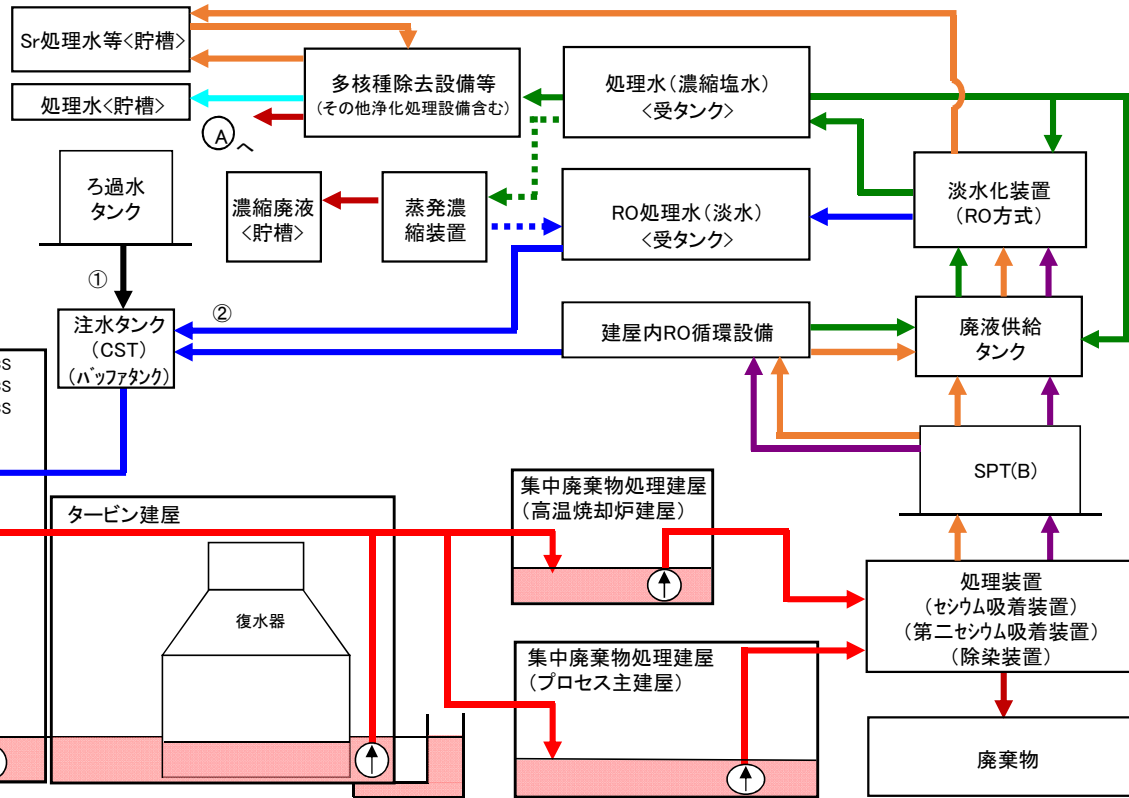 Sr処理水等<貯槽>
処理水<貯槽>
多核種除去設備等
(その他浄化処理設備含む)
Aへ
処理水(濃縮塩水)
<受タンク>
淡水化装置
(RO方式)
ろ過水
タンク
濃縮廃液
<貯槽>
蒸発濃
縮装置
RO処理水(淡水)
<受タンク>
①
②
注水タンク
(CST)
(バッファタンク)
建屋内RO循環設備
廃液供給
タンク
CS
CS
CS
SPT(B)
タービン建屋
復水器
集中廃棄物処理建屋
(高温焼却炉建屋)
集中廃棄物処理建屋
(プロセス主建屋)
処理装置
(セシウム吸着装置)
(第二セシウム吸着装置)
(除染装置)
廃棄物